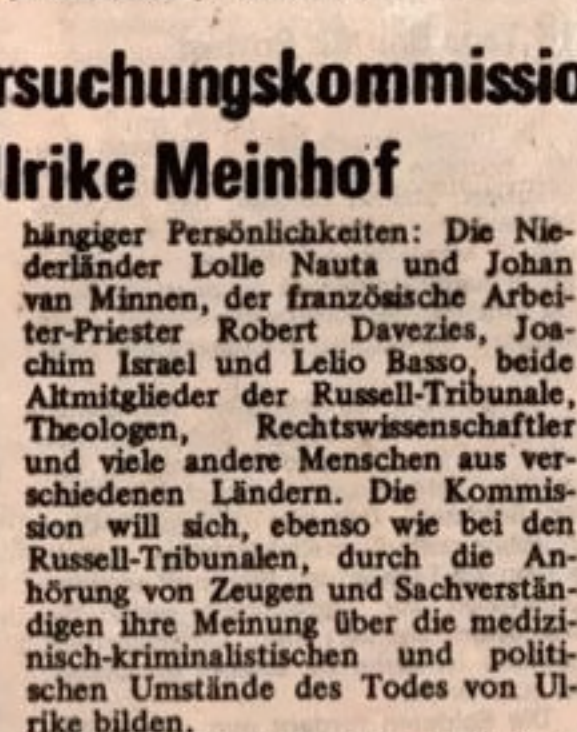 rsuchungskommissio
lrike Meinhof
hängiger Persönlichkeiten: Die Nie-
derländer Lolle Nauta und Johan
van Minnen, der französische Arbei-
ter-Priester Robert Davezies, Joa-
chim Israel und Lelio Basso, beide
Altmitglieder der Russell-Tribunale,
Theologen, Rechtswissenschaftler
und viele andere Menschen aus ver-
schiedenen Ländern. Die Kommis-
sion will sich, ebenso wie bei den
Russell-Tribunalen, durch die An-
hörung von Zeugen und Sachverstän-
digen ihre Meinung über die medizi-
nisch-kriminalistischen und politi-
schen Umstände des Todes von Ul-
rike bilden.